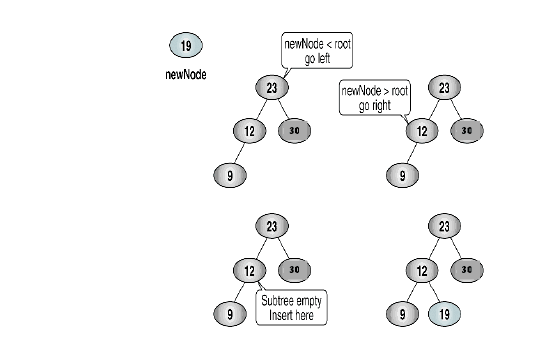 19
newNode
newNode < root
go left
23
12
30
9
newNode > root
go right
23
12
30
9
23
12
30
9
Subtree empty
Insert here
23
12
30
9
19